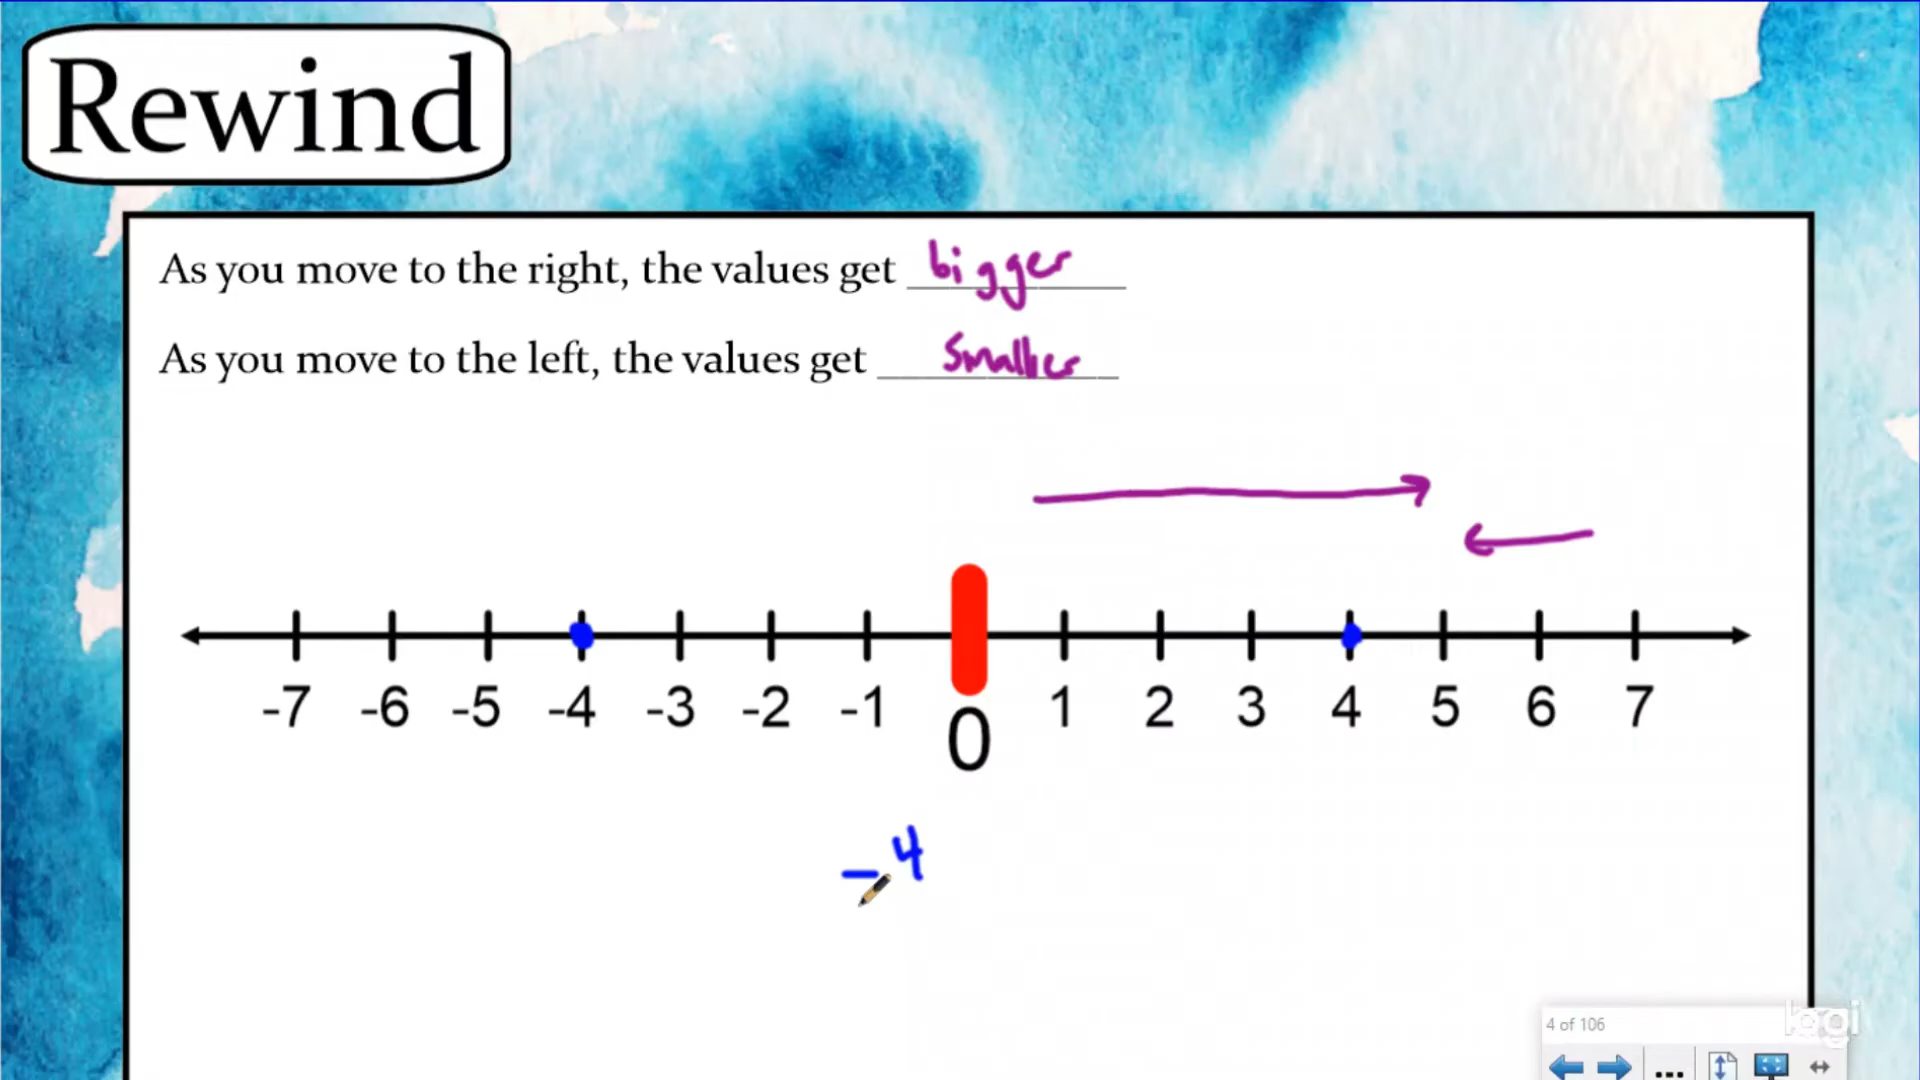 Rewind
As you move to the right, the values get bigger
As you move to the left, the values get smaller
-7 -6 -5 -4 -3 -2 -1 0 1 2 3 4 5 6 7
-4
4 of 106
logi
...